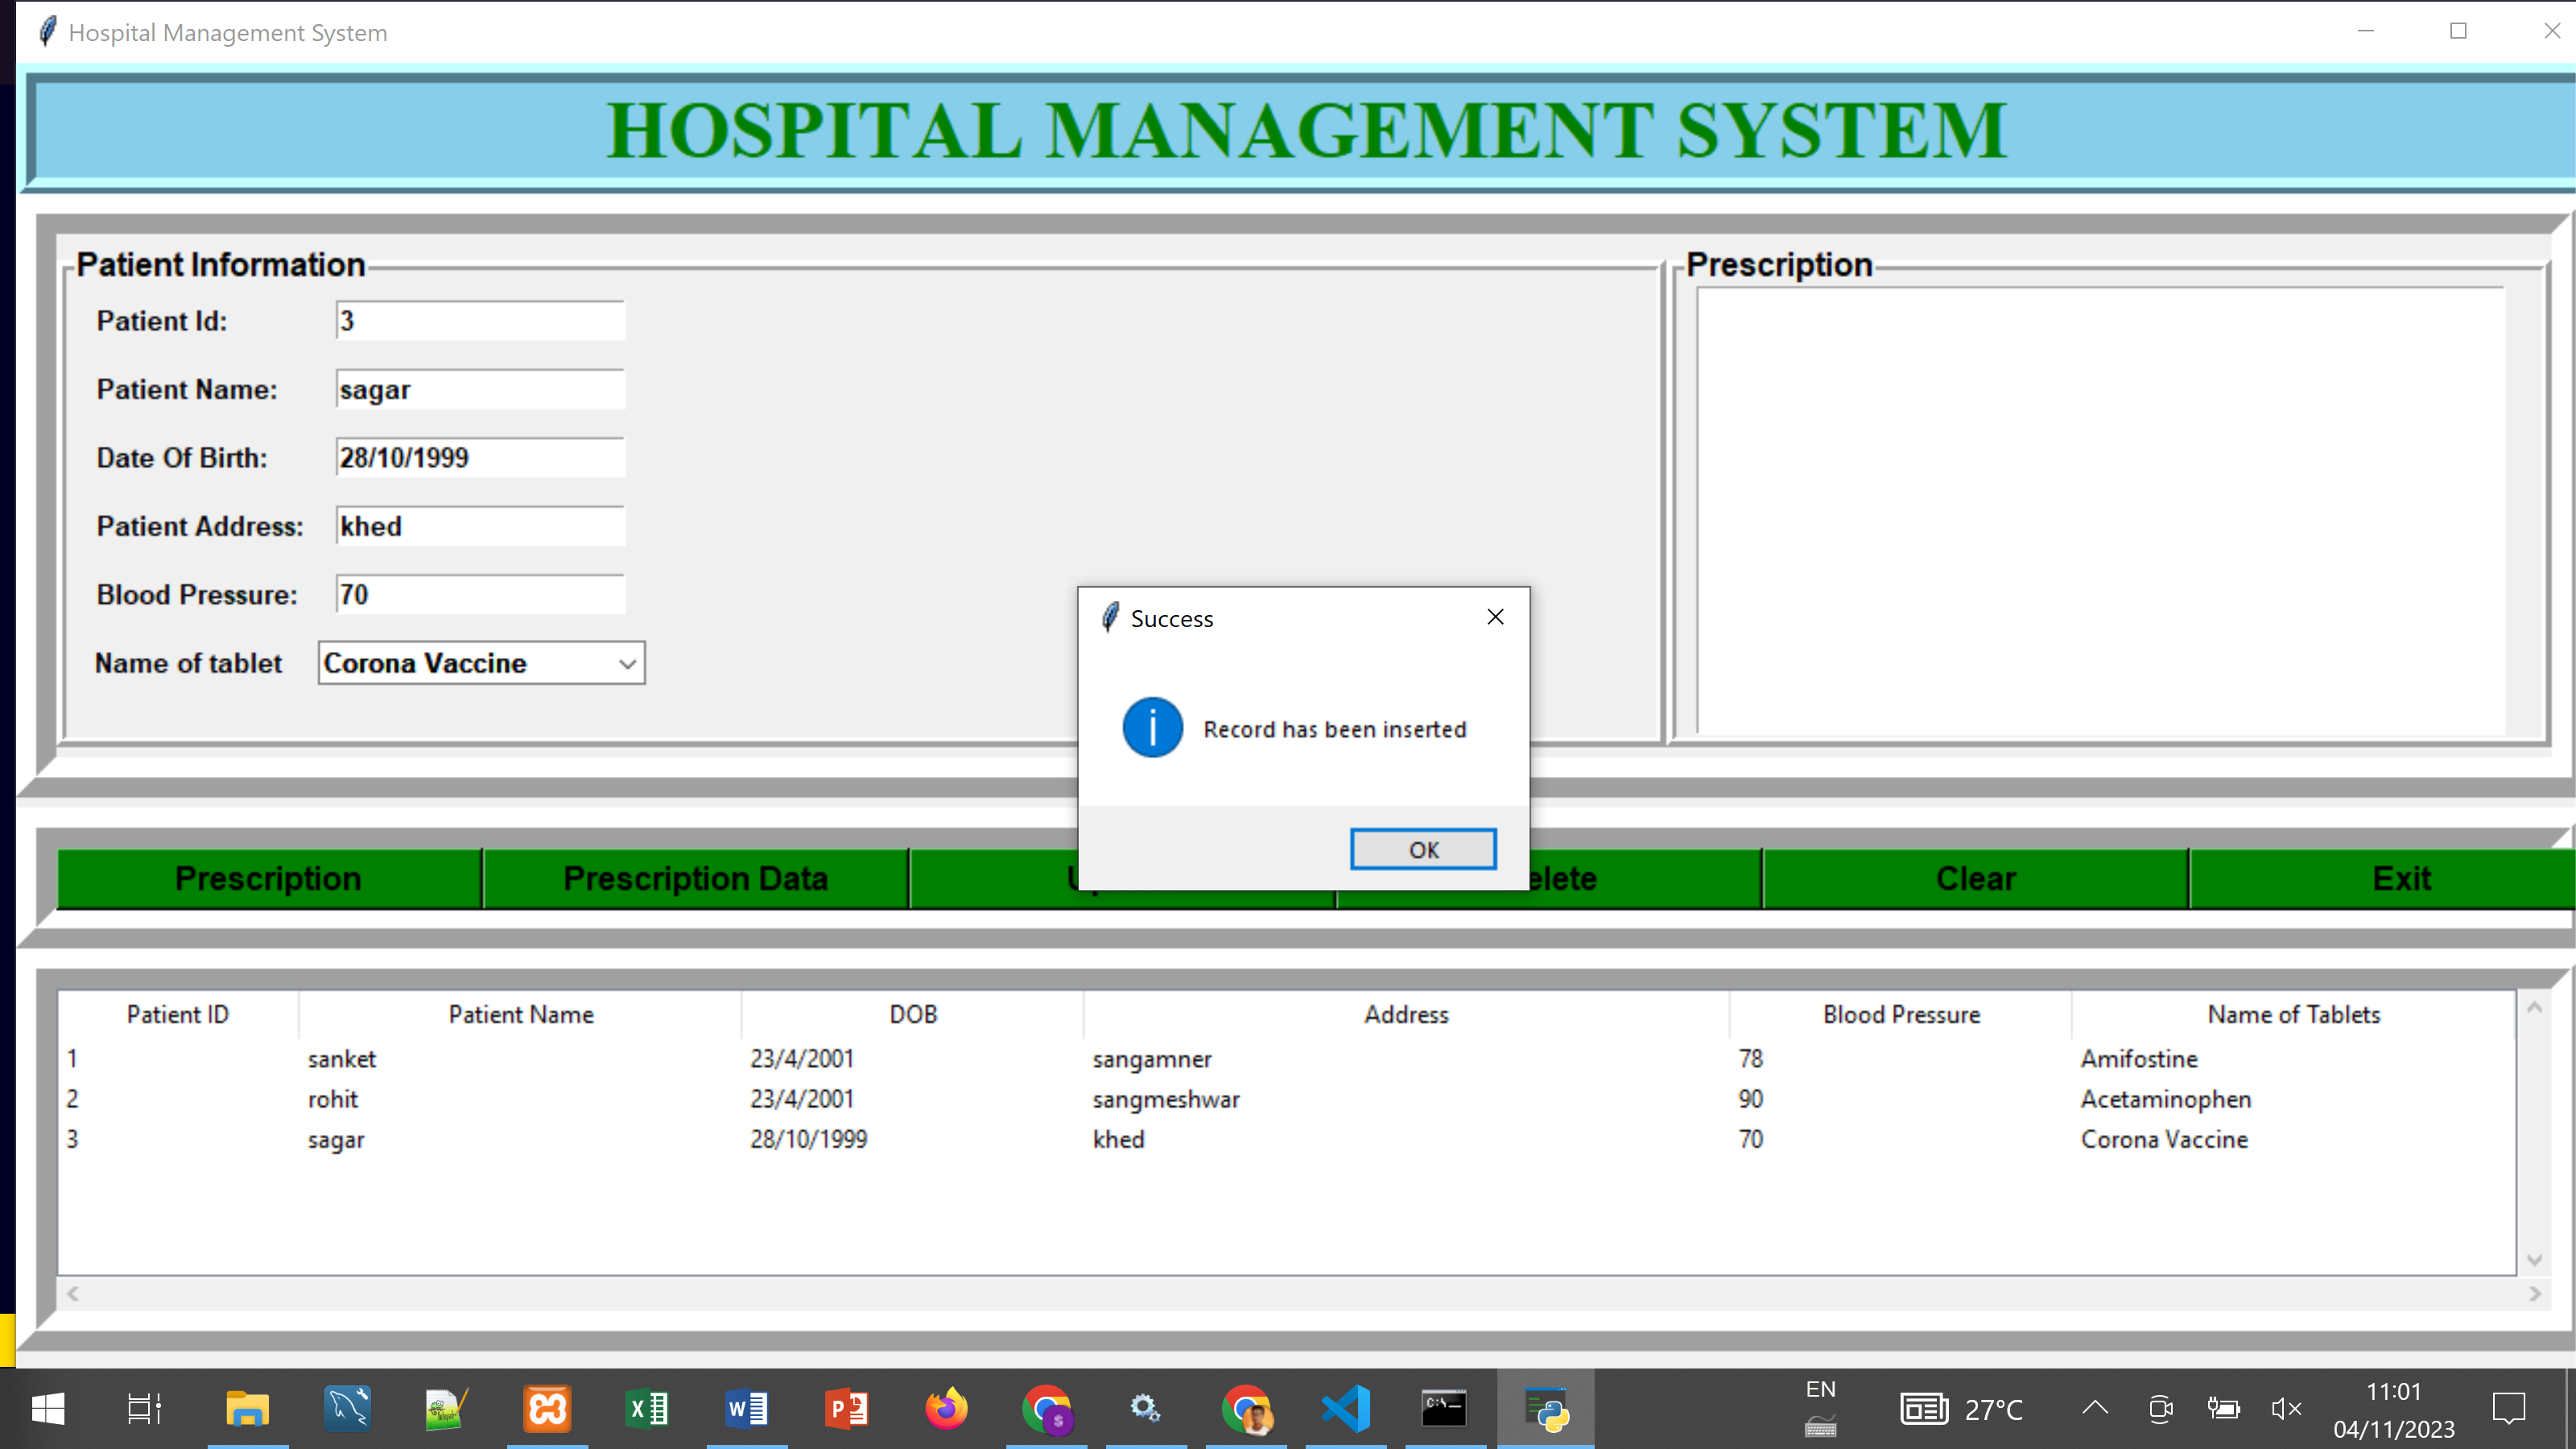 Hospital Management System
HOSPITAL MANAGEMENT SYSTEM
Patient Information
Patient Id: 3
Patient Name: sagar
Date Of Birth: 28/10/1999
Patient Address: khed
Blood Pressure: 70
Name of tablet Corona Vaccine
Prescription
Success
Record has been inserted
OK
Prescription Prescription Data Clear Exit
Patient ID Patient Name DOB Address Blood Pressure Name of Tablets
1 sanket 23/4/2001 sangamner 78 Amifostine
2 rohit 23/4/2001 sangmeshwar 90 Acetaminophen
3 sagar 28/10/1999 khed 70 Corona Vaccine
EN
27°C
11:01
04/11/2023